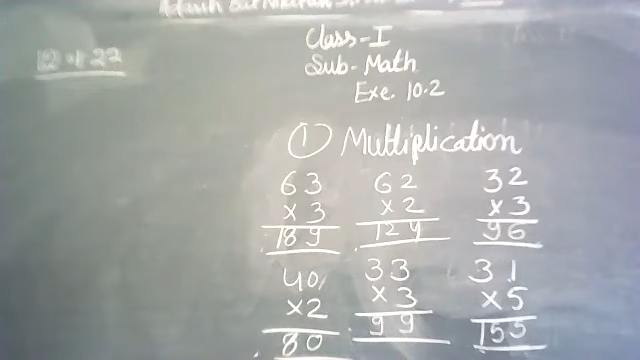 12.1.22
Class-I
Sub-Math
Exe. 10.2
① Multiplication
63 62 32
×3 ×2 ×3
189 124 96
40 33 31
×2 ×3 ×5
80 99 155